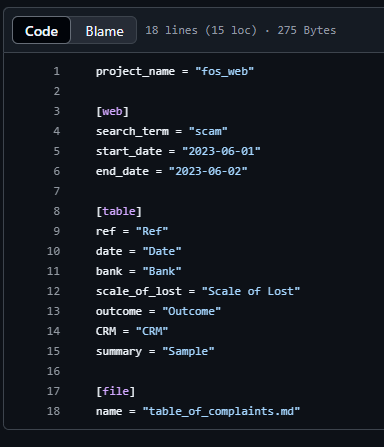 Code Blame 18 lines (15 loc) · 275 Bytes
1 project_name = "fos_web"
2
3 [web]
4 search_term = "scam"
5 start_date = "2023-06-01"
6 end_date = "2023-06-02"
7
8 [table]
9 ref = "Ref"
10 date = "Date"
11 bank = "Bank"
12 scale_of_lost = "Scale of Lost"
13 outcome = "Outcome"
14 CRM = "CRM"
15 summary = "Sample"
16
17 [file]
18 name = "table_of_complaints.md"